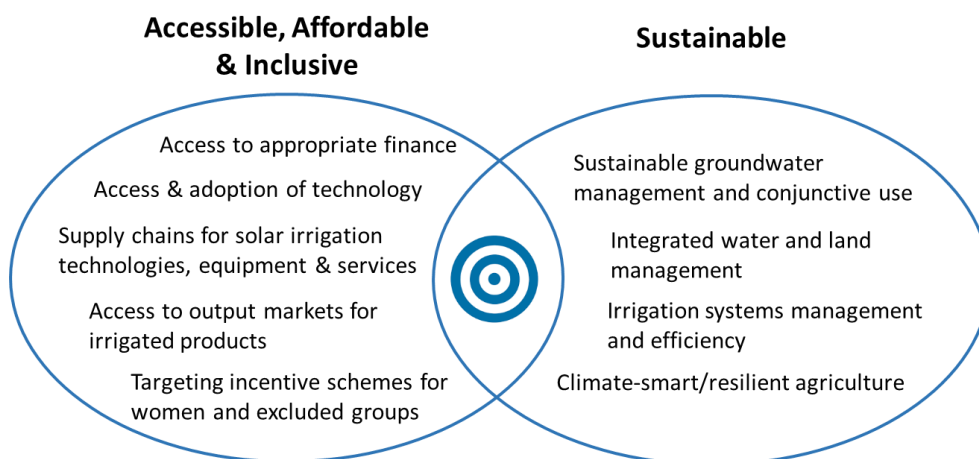 Accessible, Affordable
& Inclusive
Sustainable
Access to appropriate finance
Access & adoption of technology
Supply chains for solar irrigation
technologies, equipment & services
Access to output markets for
irrigated products
Targeting incentive schemes for
women and excluded groups
Sustainable groundwater
management and conjunctive use
Integrated water and land
management
Irrigation systems management
and efficiency
Climate-smart/resilient agriculture